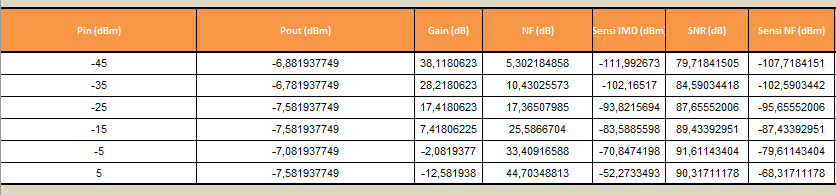 Pin (dBm) Pout (dBm) Gain (dB) NF (dB) Sensi IMD (dBm SNR (dB) Sensi NF (dBm)
-45 -6,881937749 38,1180623 5,302184858 -111,992673 79,71841505 -107,7184151
-35 -6,781937749 28,2180623 10,43025573 -102,16517 84,59034418 -102,5903442
-25 -7,581937749 17,4180623 17,36507985 -93,8215694 87,65552006 -95,65552006
-15 -7,581937749 7,41806225 25,5866704 -83,5885598 89,43392951 -87,43392951
-5 -7,081937749 -2,0819377 33,40916588 -70,8474198 91,61143404 -79,61143404
5 -7,581937749 -12,581938 44,70348813 -52,2733493 90,31711178 -68,31711178